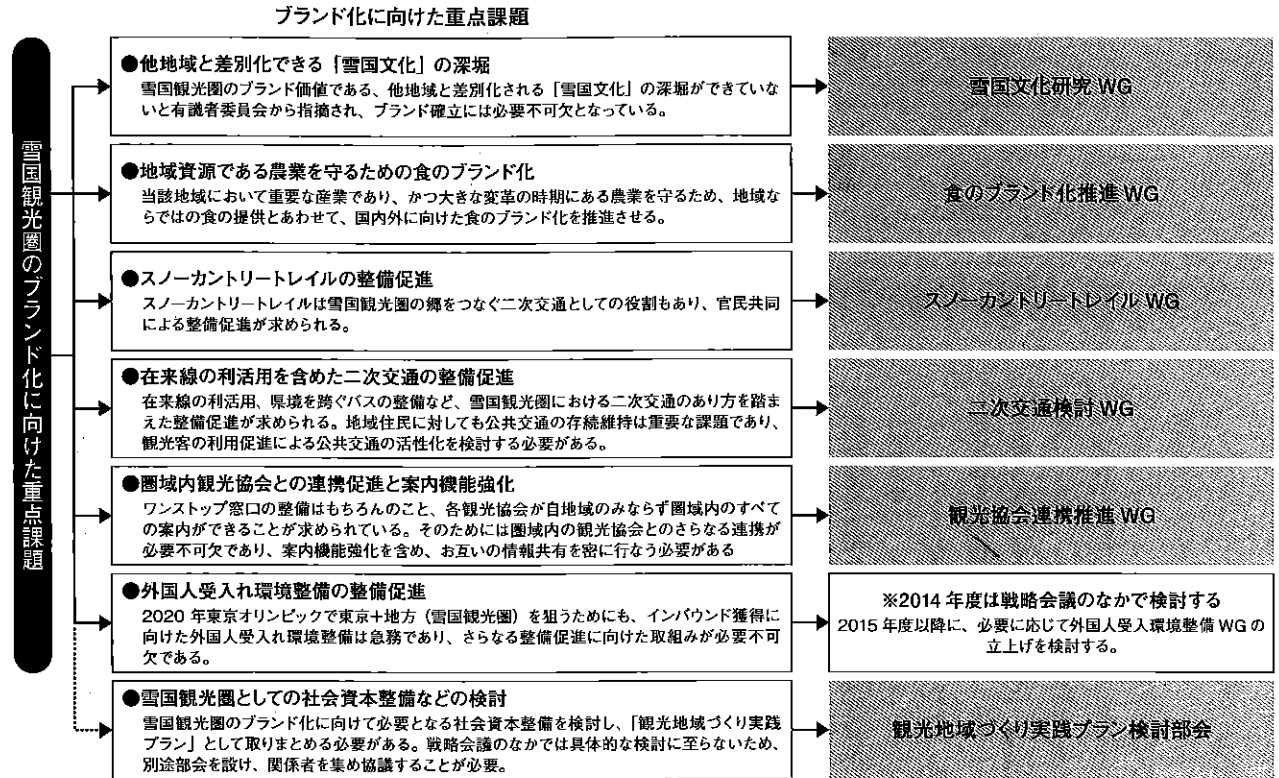 ブランド化に向けた重点課題
雪国観光圏のブランド化に向けた重点課題
●他地域と差別化できる「雪国文化」の深堀
雪国観光圏のブランド価値である、他地域と差別化される「雪国文化」の深堀ができていな
いと有識者委員会から指摘され、ブランド確立には必要不可欠となっている。
雪国文化研究 WG
●地域資源である農業を守るための食のブランド化
当該地域において重要な産業であり、かつ大きな変革の時期にある農業を守るため、地域な
らではの食の提供とあわせて、国内外に向けた食のブランド化を推進させる。
食のブランド化推進 WG
●スノーカントリートレイルの整備促進
スノーカントリートレイルは雪国観光圏の郷をつなぐ二次交通としての役割もあり、官民共同
による整備促進が求められる。
スノーカントリートレイル WG
●在来線の利活用を含めた二次交通の整備促進
在来線の利活用、県境を跨ぐバスの整備など、雪国観光圏における二次交通のあり方を踏ま
えた整備促進が求められる。地域住民に対しても公共交通の存続維持は重要な課題であり、
観光客の利用促進による公共交通の活性化を検討する必要がある。
二次交通検討 WG
●圏域内観光協会との連携促進と案内機能強化
ワンストップ窓口の整備はもちろんのこと、各観光協会が自地域のみならず圏域内のすべて
の案内ができることが求められている。そのためには圏域内の観光協会とのさらなる連携が
必要不可欠であり、案内機能強化を含め、お互いの情報共有を密に行なう必要がある
観光協会連携推進 WG
●外国人受入れ環境整備の整備促進
2020 年東京オリンピックで東京＋地方（雪国観光圏）を狙うためにも、インバウンド獲得に
向けた外国人受入れ環境整備は急務であり、さらなる整備促進に向けた取組みが必要不可
欠である。
※2014 年度は戦略会議のなかで検討する
2015 年度以降に、必要に応じて外国人受入環境整備 WG の
立上げを検討する。
●雪国観光圏としての社会資本整備などの検討
雪国観光圏のブランド化に向けて必要となる社会資本整備を検討し、「観光地域づくり実践
プラン」として取りまとめる必要がある。戦略会議のなかでは具体的な検討に至らないため、
別途部会を設け、関係者を集め協議することが必要。
観光地域づくり実践プラン検討部会